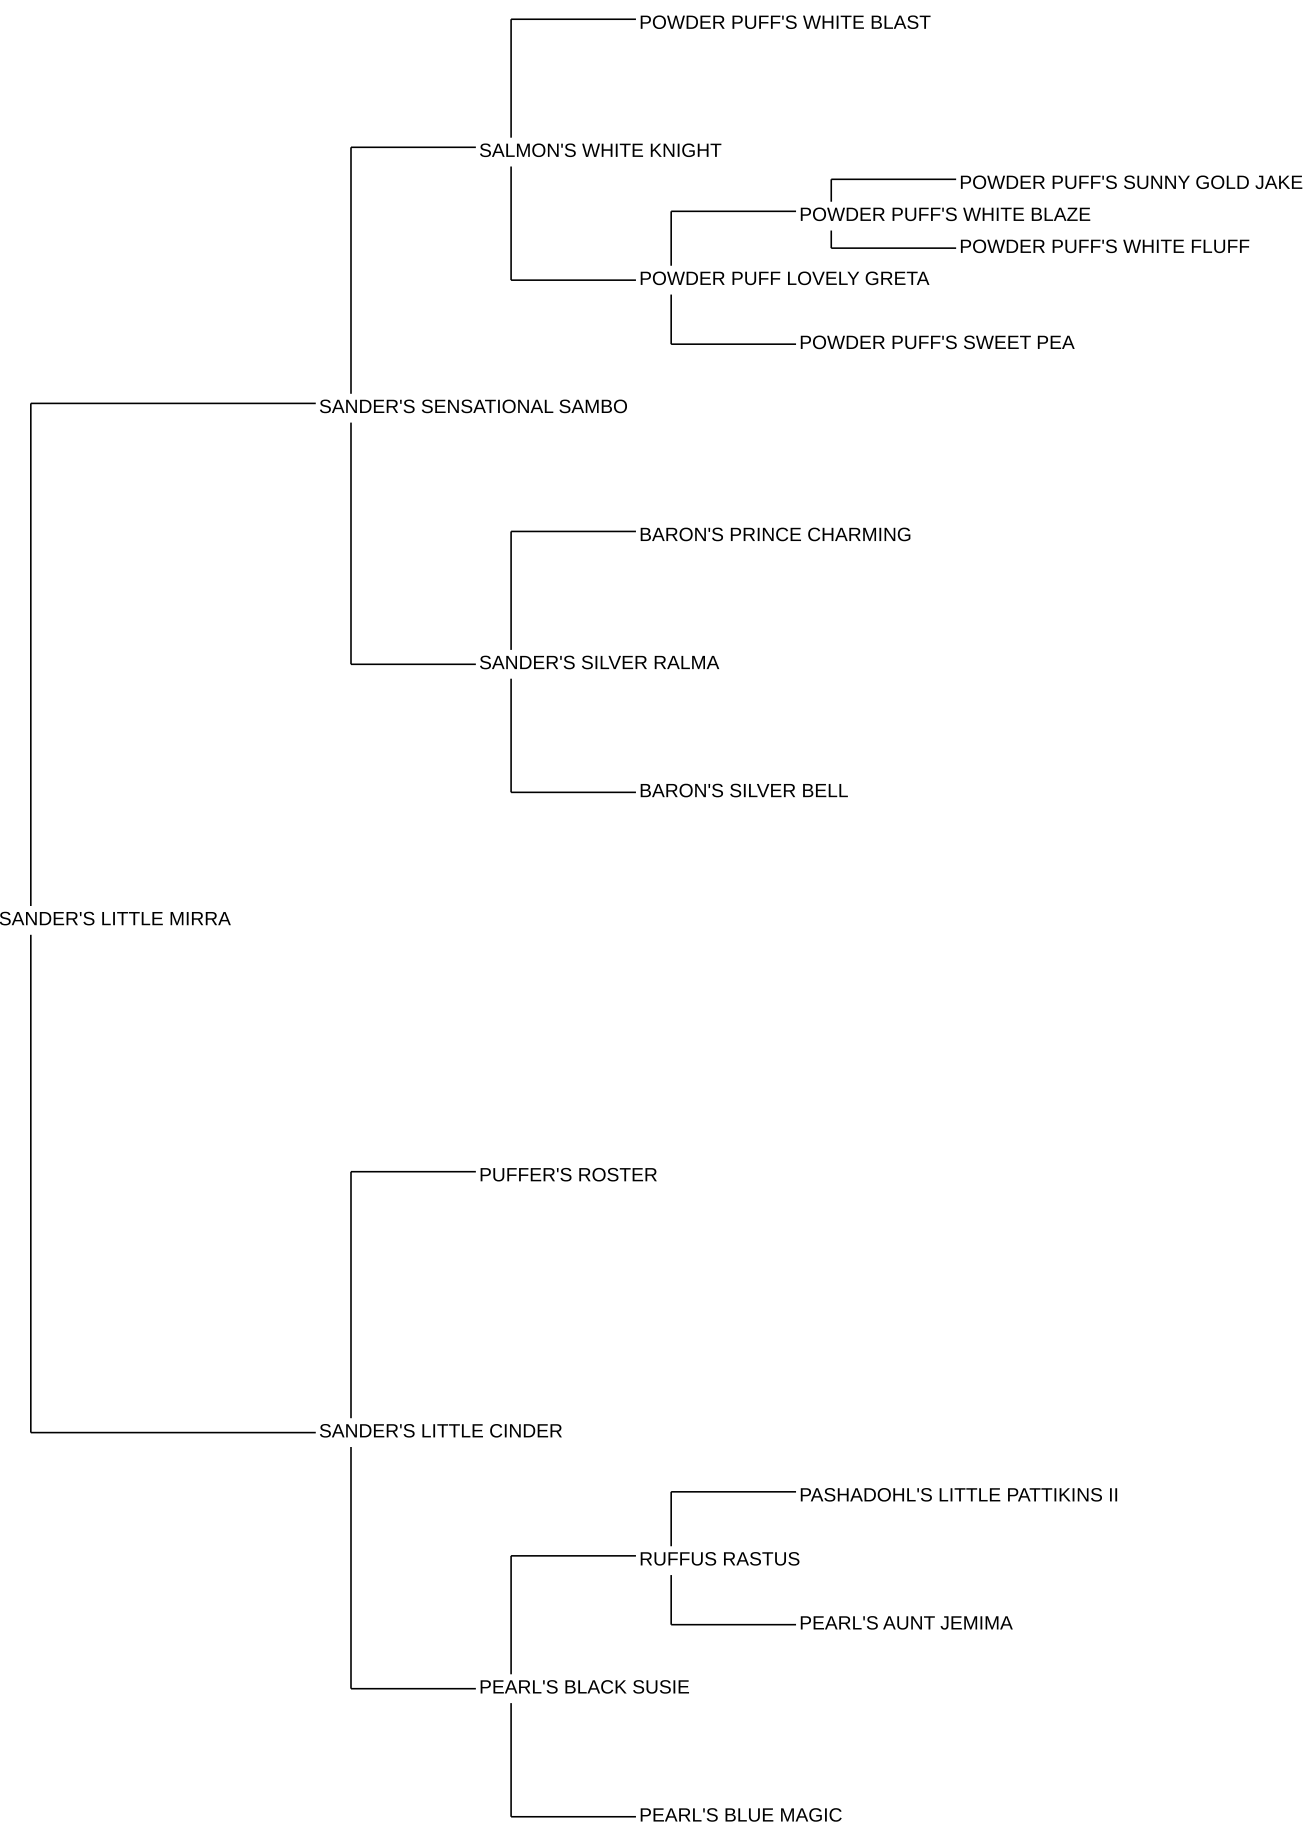 POWDER PUFF'S WHITE BLAST
SALMON'S WHITE KNIGHT
POWDER PUFF'S SUNNY GOLD JAKE
POWDER PUFF'S WHITE BLAZE
POWDER PUFF'S WHITE FLUFF
POWDER PUFF LOVELY GRETA
POWDER PUFF'S SWEET PEA
SANDER'S SENSATIONAL SAMBO
BARON'S PRINCE CHARMING
SANDER'S SILVER RALMA
BARON'S SILVER BELL
SANDER'S LITTLE MIRRA
PUFFER'S ROSTER
SANDER'S LITTLE CINDER
PASHADOHL'S LITTLE PATTIKINS II
RUFFUS RASTUS
PEARL'S AUNT JEMIMA
PEARL'S BLACK SUSIE
PEARL'S BLUE MAGIC